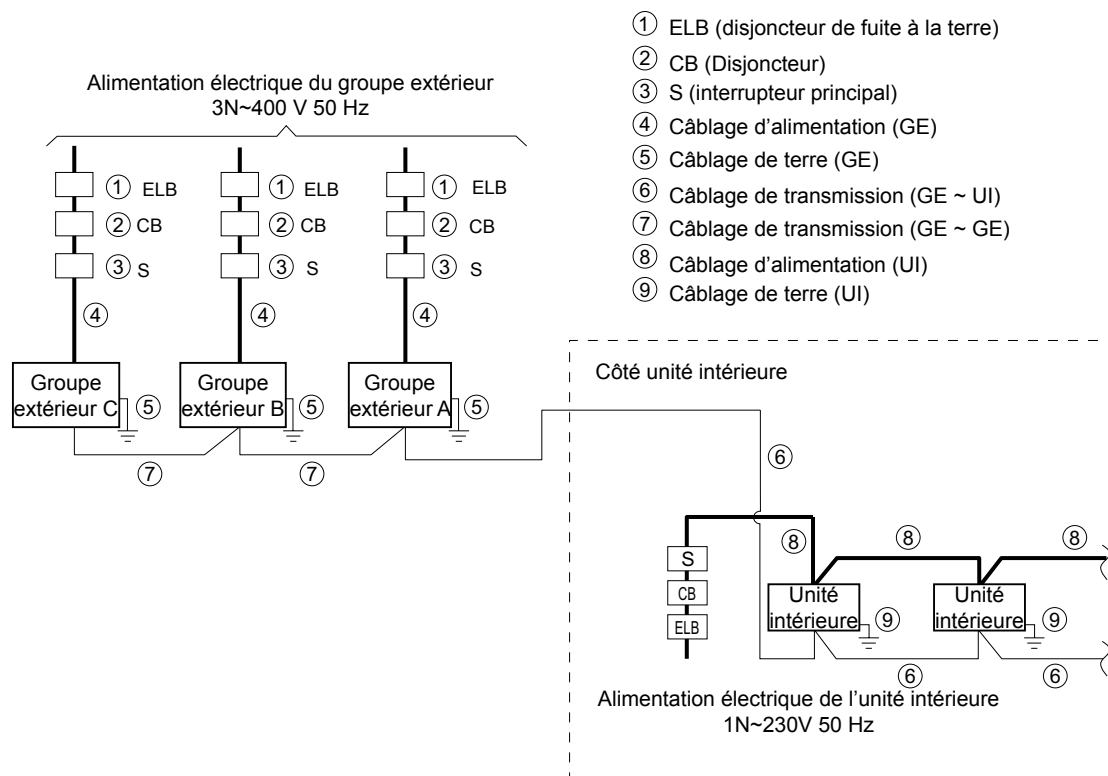 ① ELB (disjoncteur de fuite à la terre)
② CB (Disjoncteur)
③ S (interrupteur principal)
④ Câblage d’alimentation (GE)
⑤ Câblage de terre (GE)
⑥ Câblage de transmission (GE ~ UI)
⑦ Câblage de transmission (GE ~ GE)
⑧ Câblage d’alimentation (UI)
⑨ Câblage de terre (UI)
Alimentation électrique du groupe extérieur
3N~400 V 50 Hz
① ELB ① ELB ① ELB
② CB ② CB ② CB
③ S ③ S ③ S
④ ④ ④
Groupe
extérieur C
⑤
Groupe
extérieur B
⑤
Groupe
extérieur A
⑤
⑦ ⑦
Côté unité intérieure
⑥
⑧ ⑧ ⑧
S
CB
ELB
Unité
intérieure
⑨
Unité
intérieure
⑨
⑥ ⑥
Alimentation électrique de l’unité intérieure
1N~230V 50 Hz